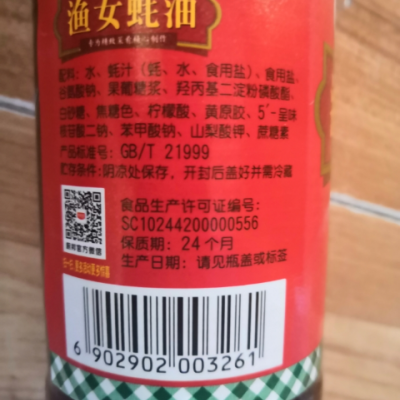 渔女蚝油
配料：水、蚝汁（蚝、水、食用盐）、食用盐、
谷氨酸钠、果葡糖浆、羟丙基二淀粉磷酸酯、
白砂糖、焦糖色、柠檬酸、黄原胶、5'-呈味
核苷酸二钠、苯甲酸钠、山梨酸钾、蔗糖素
产品标准号：GB/T 21999
贮存条件：阴凉处保存，开封后盖好并需冷藏
食品生产许可证编号：
SC10244200000556
保质期：24个月
生产日期：请见瓶盖或标签
6 902902 003261